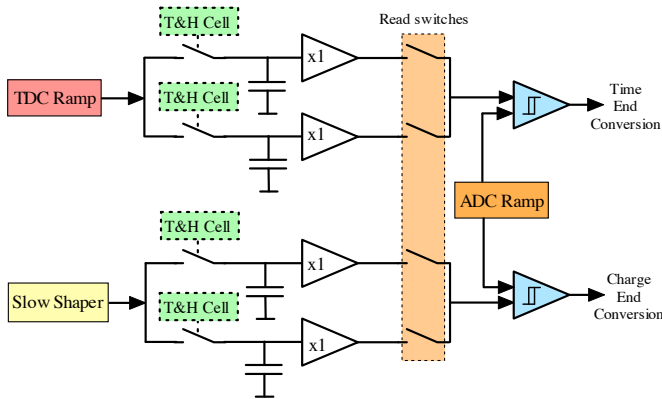 T&H Cell
Read switches
x1
TDC Ramp
T&H Cell
Time
End
Conversion
x1
ADC Ramp
T&H Cell
x1
Slow Shaper
T&H Cell
Charge
End
Conversion
x1